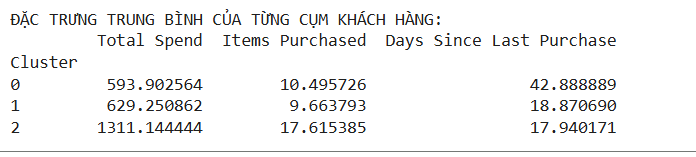 ĐẶC TRƯNG TRUNG BÌNH CỦA TỪNG CỤM KHÁCH HÀNG:
Total Spend Items Purchased Days Since Last Purchase
Cluster
0 593.902564 10.495726 42.888889
1 629.250862 9.663793 18.870690
2 1311.144444 17.615385 17.940171